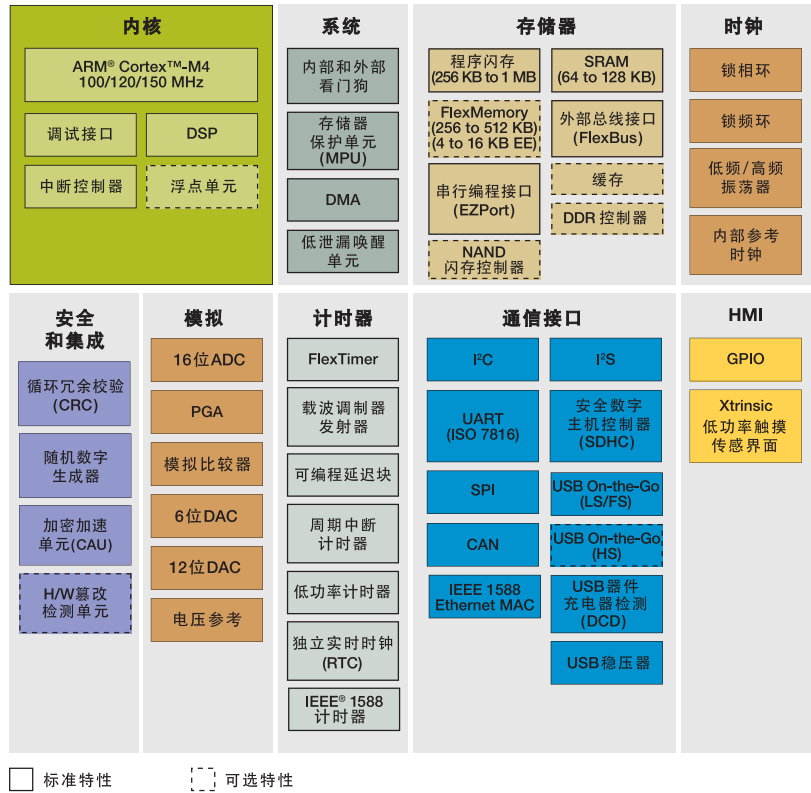 内核
ARM® Cortex™-M4
100/120/150 MHz
调试接口
DSP
中断控制器
浮点单元
系统
内部和外部
看门狗
存储器
保护单元
(MPU)
DMA
低泄漏唤醒
单元
存储器
程序闪存
(256 KB to 1 MB)
SRAM
(64 to 128 KB)
FlexMemory
(256 to 512 KB)
(4 to 16 KB EE)
外部总线接口
(FlexBus)
串行编程接口
(EZPort)
缓存
DDR 控制器
NAND
闪存控制器
时钟
锁相环
锁频环
低频/高频
振荡器
内部参考
时钟
安全
和集成
循环冗余校验
(CRC)
随机数字
生成器
加密加速
单元(CAU)
H/W篡改
检测单元
模拟
16位ADC
PGA
模拟比较器
6位DAC
12位DAC
电压参考
计时器
FlexTimer
载波调制器
发射器
可编程延迟块
周期中断
计时器
低功率计时器
独立实时时钟
(RTC)
IEEE® 1588
计时器
通信接口
I²C
I²S
UART
(ISO 7816)
安全数字
主机控制器
(SDHC)
SPI
USB On-the-Go
(LS/FS)
CAN
USB On-the-Go
(HS)
IEEE 1588
Ethernet MAC
USB器件
充电器检测
(DCD)
USB稳压器
HMI
GPIO
Xtrinsic
低功率触摸
传感界面
标准特性
可选特性